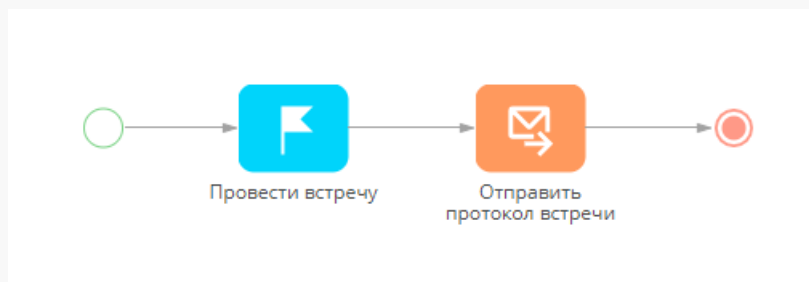 Провести встречу
Отправить
протокол встречи